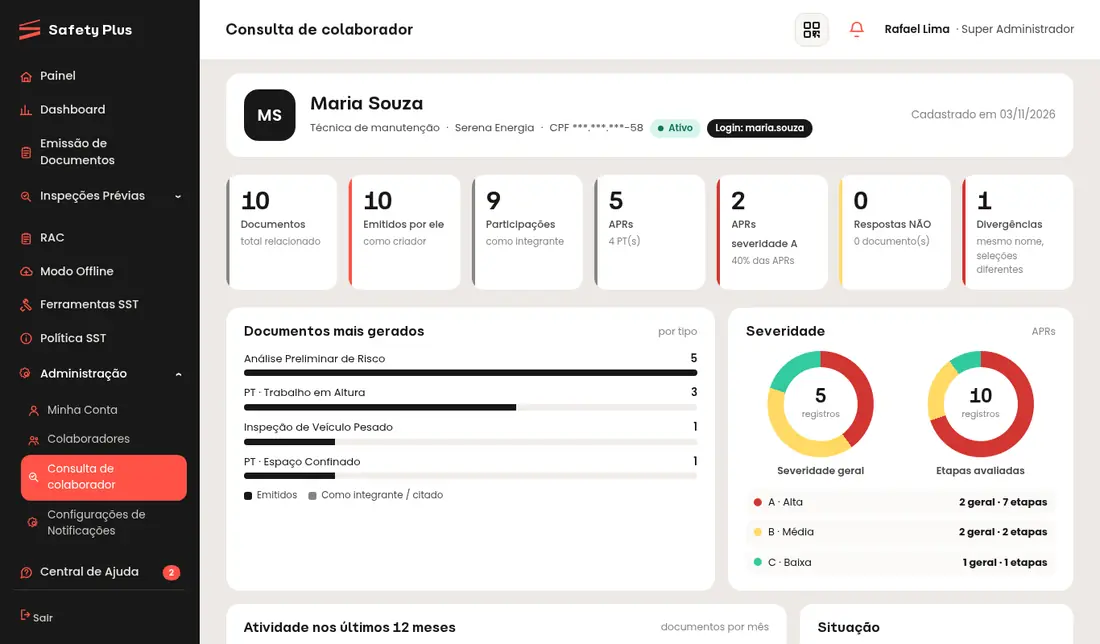 Safety Plus
Painel
Dashboard
Emissão de
Documentos
Inspeções Prévias
RAC
Modo Offline
Ferramentas SST
Política SST
Administração
Minha Conta
Colaboradores
Consulta de
colaborador
Configurações de
Notificações
Central de Ajuda 2
Sair
Consulta de colaborador
Rafael Lima · Super Administrador
MS
Maria Souza
Técnica de manutenção · Serena Energia · CPF ***.***.***-58 Ativo Login: maria.souza
Cadastrado em 03/11/2026
10
Documentos
total relacionado
10
Emitidos por ele
como criador
9
Participações
como integrante
5
APRs
4 PT(s)
2
APRs
severidade A
40% das APRs
0
Respostas NÃO
0 documento(s)
1
Divergências
mesmo nome,
seleções
diferentes
Documentos mais gerados por tipo
Análise Preliminar de Risco 5
PT · Trabalho em Altura 3
Inspeção de Veículo Pesado 1
PT · Espaço Confinado 1
Emitidos Como integrante / citado
Severidade APRs
5
registros
Severidade geral
10
registros
Etapas avaliadas
A · Alta 2 geral · 7 etapas
B · Média 2 geral · 2 etapas
C · Baixa 1 geral · 1 etapas
Atividade nos últimos 12 meses documentos por mês
Situação